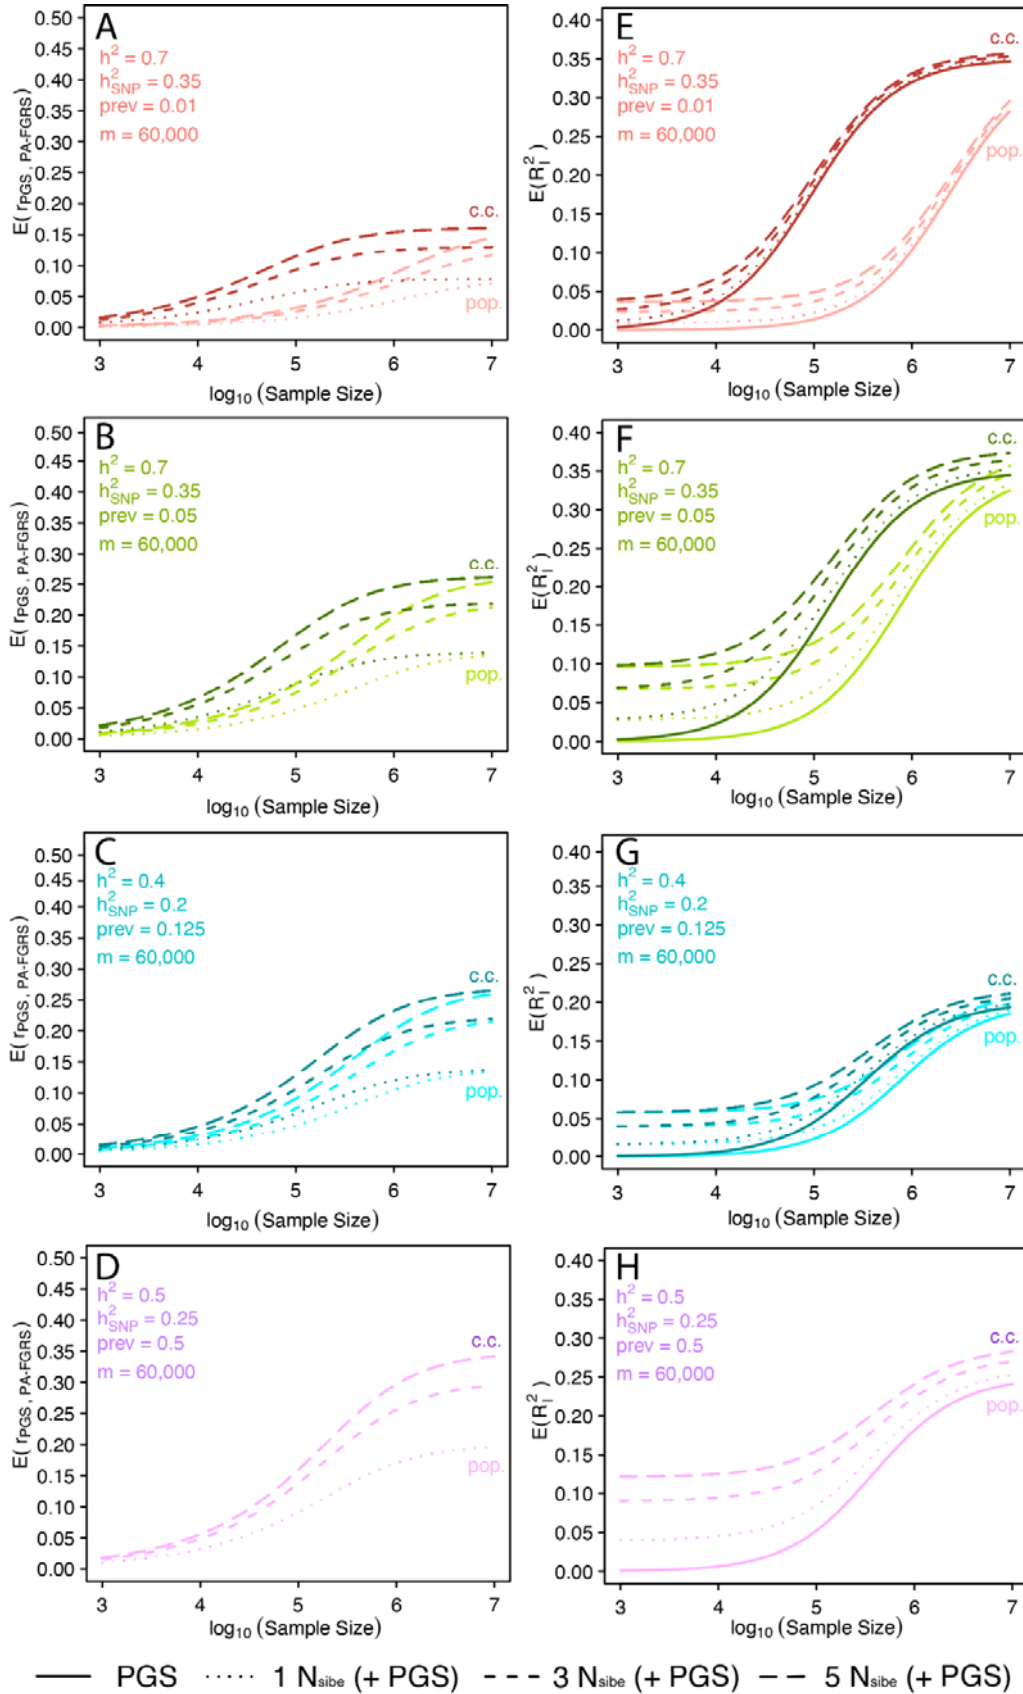 A
h² = 0.7
h²SNP = 0.35
prev = 0.01
m = 60,000
0.50
0.45
0.40
0.35
0.30
0.25
0.20
0.15
0.10
0.05
0.00
E( rPGS, PA-FGRS)
c.c.
pop.
3 4 5 6 7
log10 (Sample Size)
E
h² = 0.7
h²SNP = 0.35
prev = 0.01
m = 60,000
0.40
0.35
0.30
0.25
0.20
0.15
0.10
0.05
0.00
E(Rl²)
c.c.
pop.
3 4 5 6 7
log10 (Sample Size)
B
h² = 0.7
h²SNP = 0.35
prev = 0.05
m = 60,000
0.50
0.45
0.40
0.35
0.30
0.25
0.20
0.15
0.10
0.05
0.00
E( rPGS, PA-FGRS)
c.c.
pop.
3 4 5 6 7
log10 (Sample Size)
F
h² = 0.7
h²SNP = 0.35
prev = 0.05
m = 60,000
0.40
0.35
0.30
0.25
0.20
0.15
0.10
0.05
0.00
E(Rl²)
c.c.
pop.
3 4 5 6 7
log10 (Sample Size)
C
h² = 0.4
h²SNP = 0.2
prev = 0.125
m = 60,000
0.50
0.45
0.40
0.35
0.30
0.25
0.20
0.15
0.10
0.05
0.00
E( rPGS, PA-FGRS)
c.c.
pop.
3 4 5 6 7
log10 (Sample Size)
G
h² = 0.4
h²SNP = 0.2
prev = 0.125
m = 60,000
0.40
0.35
0.30
0.25
0.20
0.15
0.10
0.05
0.00
E(Rl²)
c.c.
pop.
3 4 5 6 7
log10 (Sample Size)
D
h² = 0.5
h²SNP = 0.25
prev = 0.5
m = 60,000
0.50
0.45
0.40
0.35
0.30
0.25
0.20
0.15
0.10
0.05
0.00
E( rPGS, PA-FGRS)
c.c.
pop.
3 4 5 6 7
log10 (Sample Size)
H
h² = 0.5
h²SNP = 0.25
prev = 0.5
m = 60,000
0.40
0.35
0.30
0.25
0.20
0.15
0.10
0.05
0.00
E(Rl²)
c.c.
pop.
3 4 5 6 7
log10 (Sample Size)
PGS 1 Nsibe (+ PGS) 3 Nsibe (+ PGS) 5 Nsibe (+ PGS)